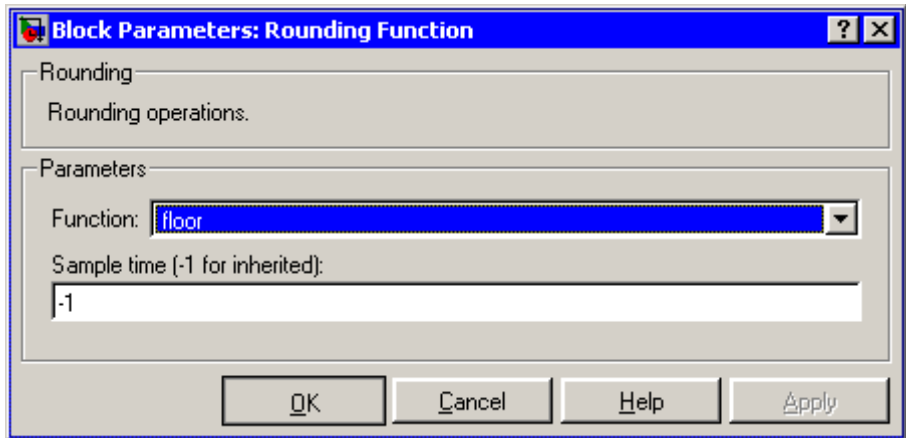 Block Parameters: Rounding Function
Rounding
Rounding operations.
Parameters
Function: floor
Sample time (-1 for inherited):
-1
OK Cancel Help Apply